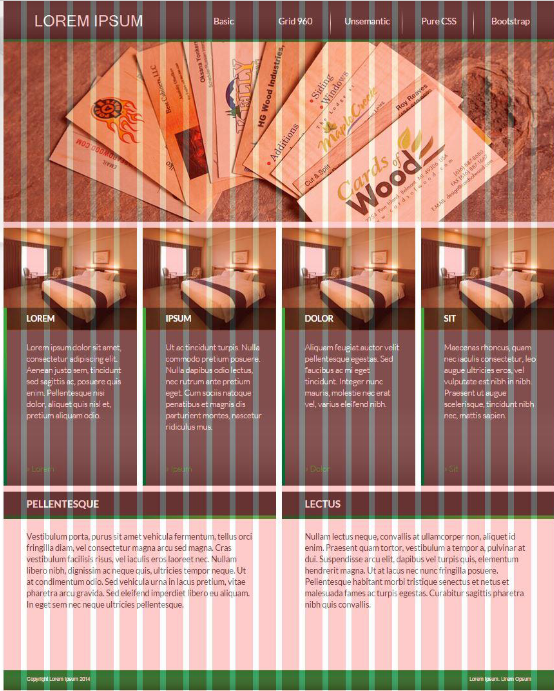 LOREM IPSUM
Basic
Grid 960
Unsemantic
Pure CSS
Bootstrap
HG Wood Industries,
Siding
Windows
Additions
MapleCreek
Roy Reaves
Cut & Split
Cards of
Wood
LOREM
IPSUM
DOLOR
SIT
Lorem ipsum dolor sit amet,
consectetur adipiscing elit.
Aenean justo sem, tincidunt
sed sagittis ac, posuere quis
enim. Pellentesque nisi
dolor, aliquet quis nisl et,
pretium aliquam odio.
› Lorem
Ut ac tincidunt turpis. Nulla
commodo pretium posuere.
Nulla dapibus odio lectus,
nec rutrum ante pretium
eget. Cum sociis natoque
penatibus et magnis dis
parturient montes, nascetur
ridiculus mus.
› Ipsum
Aliquam feugiat auctor velit
pellentesque egestas. Sed
faucibus ac mi eget
tincidunt. Integer nunc
mauris, molestie nec erat
vel, varius eleifend nibh.
› Dolor
Maecenas rhoncus, quam
nec iaculis consectetur, leo
augue ultricies eros, vel
vulputate est nibh in nibh.
Praesent ut augue
scelerisque, tincidunt nibh
nec, mattis sapien.
› Sit
PELLENTESQUE
Vestibulum porta, purus sit amet vehicula fermentum, tellus orci
fringilla diam, vel consectetur magna arcu sed magna. Cras
vestibulum facilisis risus, vel iaculis eros laoreet nec. Nullam
libero nibh, dignissim ac neque quis, ultricies tempor neque. Ut
at condimentum odio. Sed vehicula urna in lacus pretium, vitae
pharetra arcu gravida. Sed eleifend imperdiet libero eu aliquam.
In eget sem nec neque ultricies pellentesque.
LECTUS
Nullam lectus neque, convallis at ullamcorper non, aliquet id
enim. Praesent quam tortor, vestibulum a tempor a, pulvinar at
dui. Suspendisse arcu elit, dapibus vel turpis quis, elementum
hendrerit magna. Ut at lacus nec nunc fringilla posuere.
Pellentesque habitant morbi tristique senectus et netus et
malesuada fames ac turpis egestas. Curabitur sagittis pharetra
nibh quis convallis.
Copyright Lorem Ipsum 2014
Lorem Ipsum, Lirem Opsum